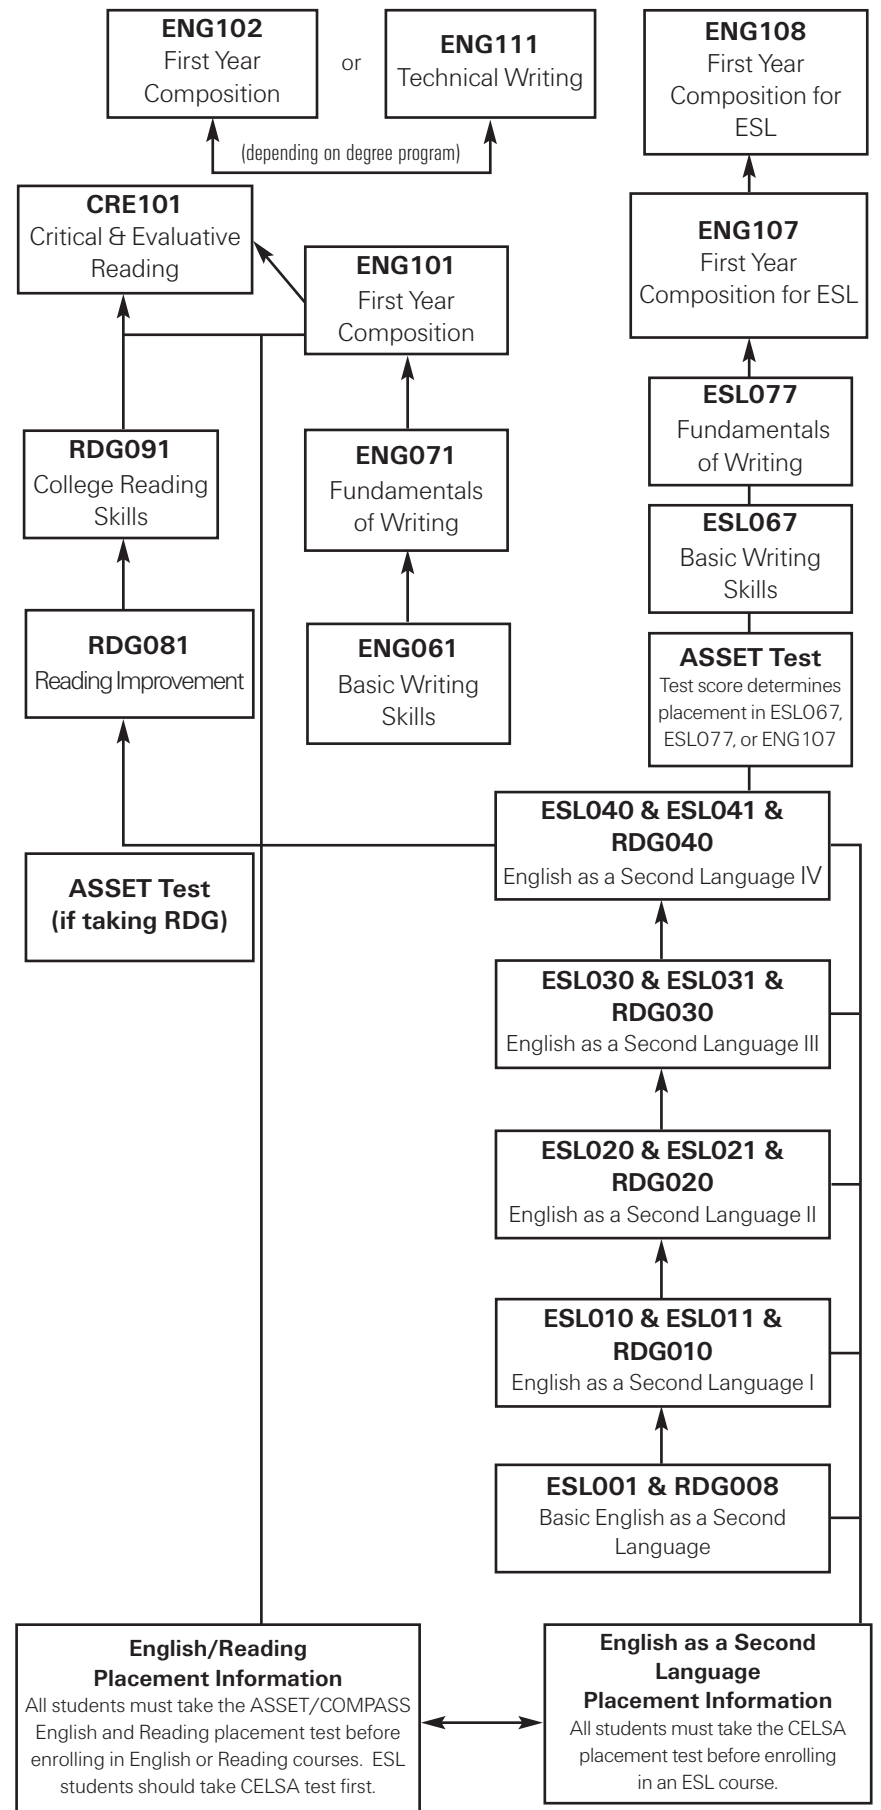 ENG102
First Year
Composition
or
ENG111
Technical Writing
(depending on degree program)
ENG108
First Year
Composition for
ESL
CRE101
Critical & Evaluative
Reading
ENG101
First Year
Composition
ENG107
First Year
Composition for ESL
RDG091
College Reading
Skills
ENG071
Fundamentals
of Writing
ESL077
Fundamentals
of Writing
ESL067
Basic Writing
Skills
RDG081
Reading Improvement
ENG061
Basic Writing
Skills
ASSET Test
Test score determines
placement in ESL067,
ESL077, or ENG107
ASSET Test
(if taking RDG)
ESL040 & ESL041 &
RDG040
English as a Second Language IV
ESL030 & ESL031 &
RDG030
English as a Second Language III
ESL020 & ESL021 &
RDG020
English as a Second Language II
ESL010 & ESL011 &
RDG010
English as a Second Language I
ESL001 & RDG008
Basic English as a Second
Language
English/Reading
Placement Information
All students must take the ASSET/COMPASS
English and Reading placement test before
enrolling in English or Reading courses. ESL
students should take CELSA test first.
English as a Second
Language
Placement Information
All students must take the CELSA
placement test before enrolling
in an ESL course.